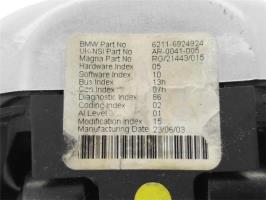 BMW Part No 6211-6924924
UK-NSI Part No AR-0041-005
Magna Part No RG/21443/015
Hardware Index 05
Software Index 10
Bus Index 13h
Can Index 07h
Diagnostic Index 86
Coding Index 02
AI Level 01
Modification Index 15
Manufacturing Date 23/06/03